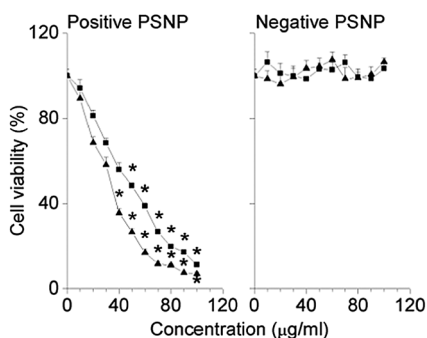 Positive PSNP Negative PSNP
120
80
40
0
Cell viability (%)
0 40 80 120 0 40 80 120
Concentration (μg/ml)
* * * * * * *
* * * * * *